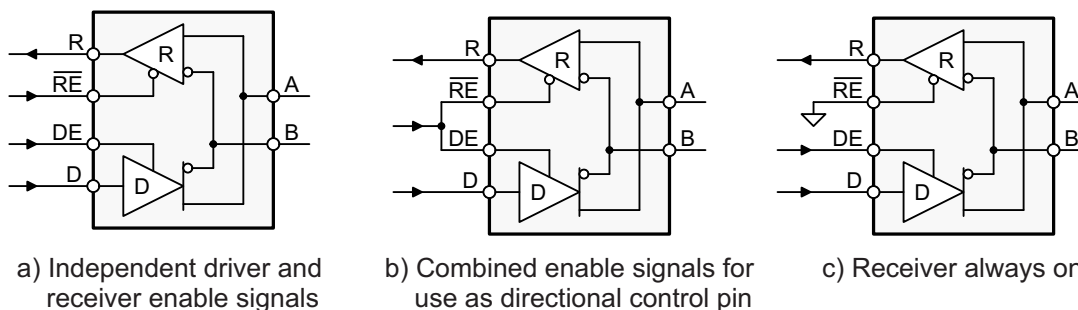 R
RE
DE
D
R
D
A
B
a) Independent driver and
receiver enable signals
R
RE
DE
D
R
D
A
B
b) Combined enable signals for
use as directional control pin
R
RE
DE
D
R
D
A
B
c) Receiver always on